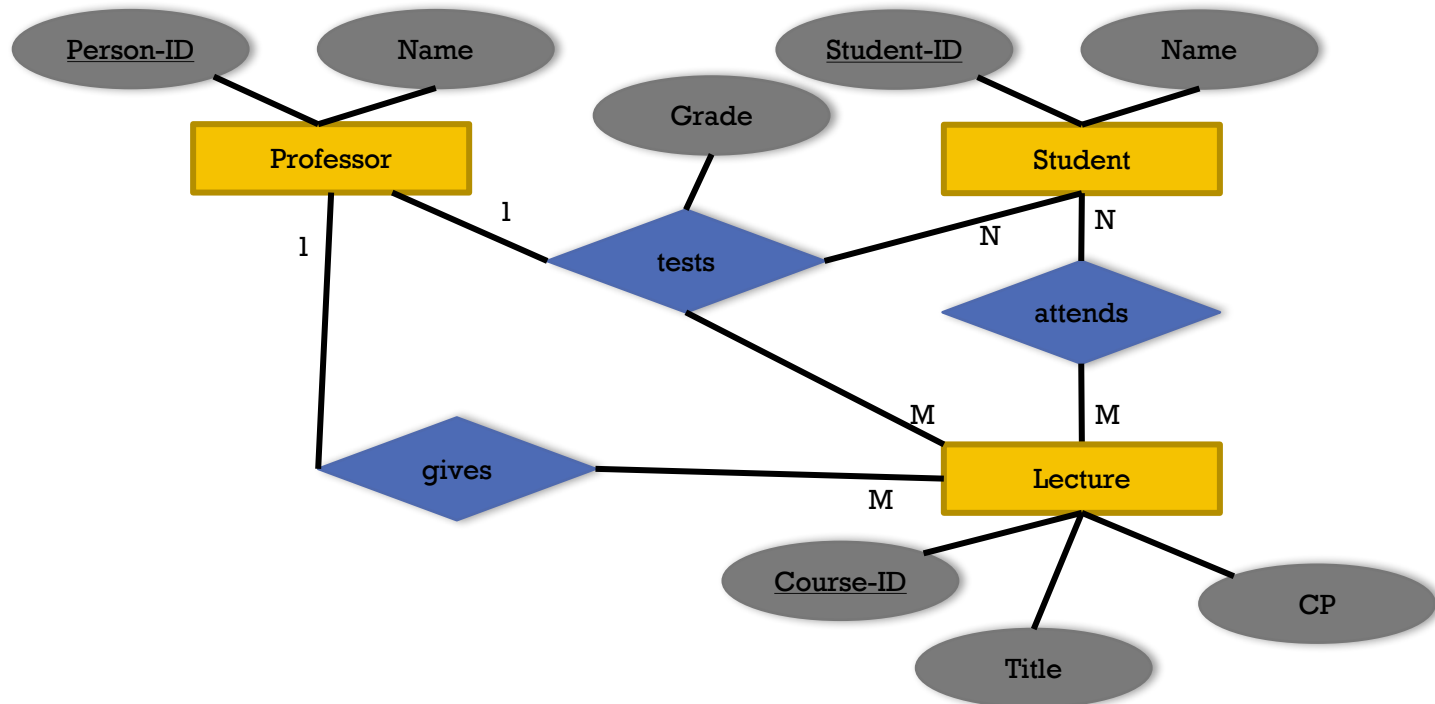 Person-ID
Name
Student-ID
Name
Grade
Professor
Student
1
1
N
N
tests
attends
M
M
gives
M
Lecture
Course-ID
CP
Title